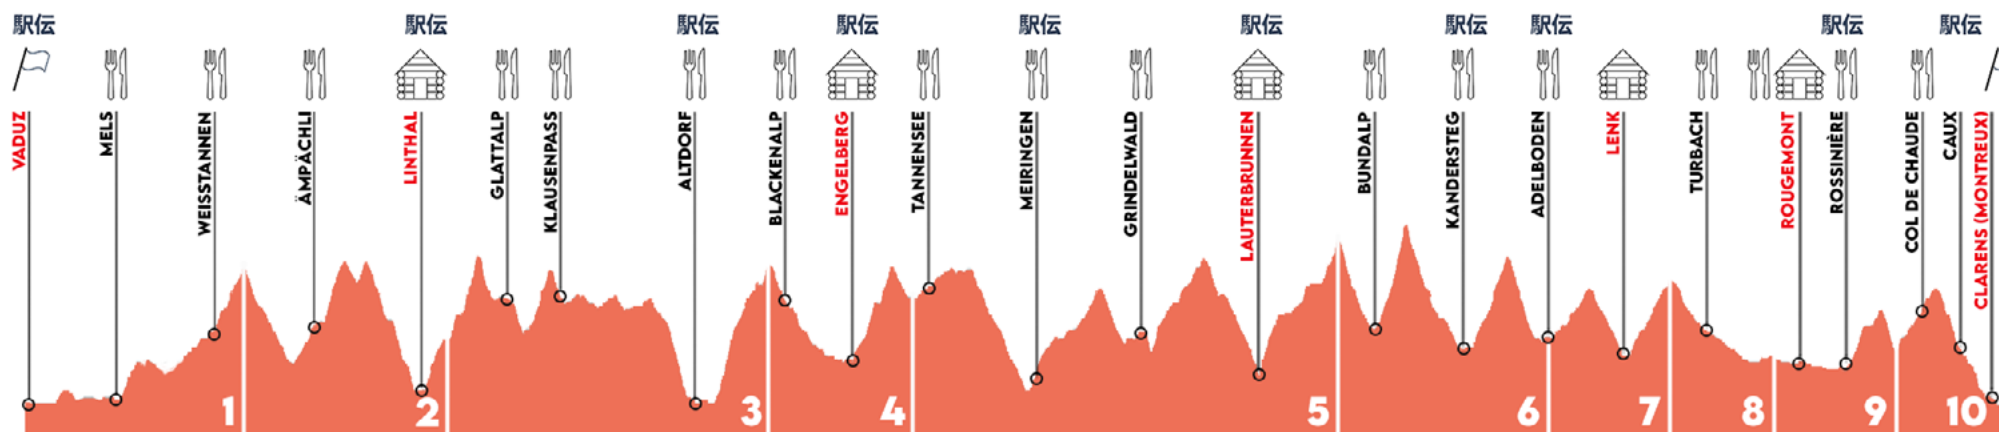 駅伝 駅伝 駅伝 駅伝 駅伝 駅伝 駅伝 駅伝 駅伝 駅伝
VADUZ
MELS
WEISSTANNEN
ÄMPÄCHLI
LINTHAL
GLATTALP
KLAUSENPASS
ALTDORF
BLACKENALP
ENGELBERG
TANNENSEE
MEIRINGEN
GRINDELWALD
LAUTERBRUNNEN
BUNDALP
KANDERSTEG
ADELBODEN
LENK
TURBACH
ROUGEMONT
ROSSINIÈRE
COL DE CHAUDE
CAUX
CLARENS (MONTREUX)
1 2 3 4 5 6 7 8 9 10